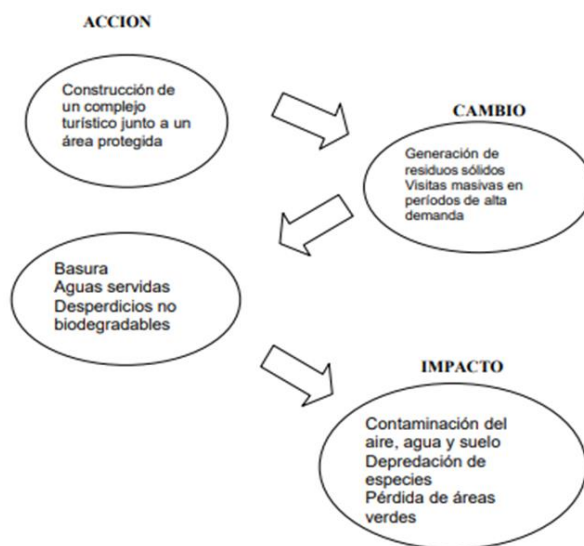 ACCION
Construcción de
un complejo
turístico junto a un
área protegida
CAMBIO
Generación de
residuos sólidos
Visitas masivas en
períodos de alta
demanda
Basura
Aguas servidas
Desperdicios no
biodegradables
IMPACTO
Contaminación del
aire, agua y suelo
Depredación de
especies
Pérdida de áreas
verdes